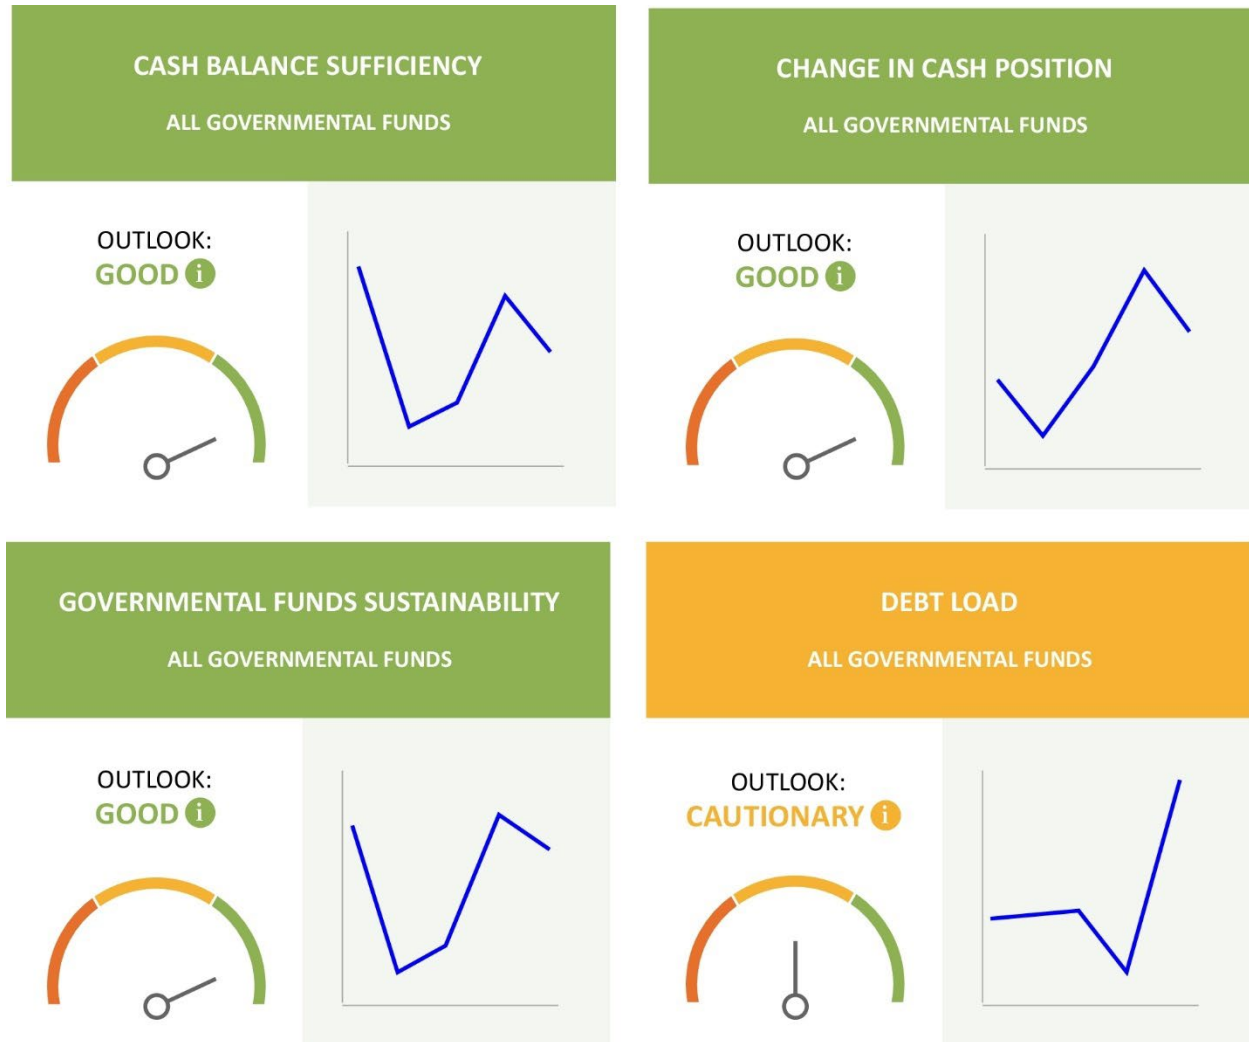 CASH BALANCE SUFFICIENCY
ALL GOVERNMENTAL FUNDS
OUTLOOK:
GOOD i
CHANGE IN CASH POSITION
ALL GOVERNMENTAL FUNDS
OUTLOOK:
GOOD i
GOVERNMENTAL FUNDS SUSTAINABILITY
ALL GOVERNMENTAL FUNDS
OUTLOOK:
GOOD i
DEBT LOAD
ALL GOVERNMENTAL FUNDS
OUTLOOK:
CAUTIONARY i